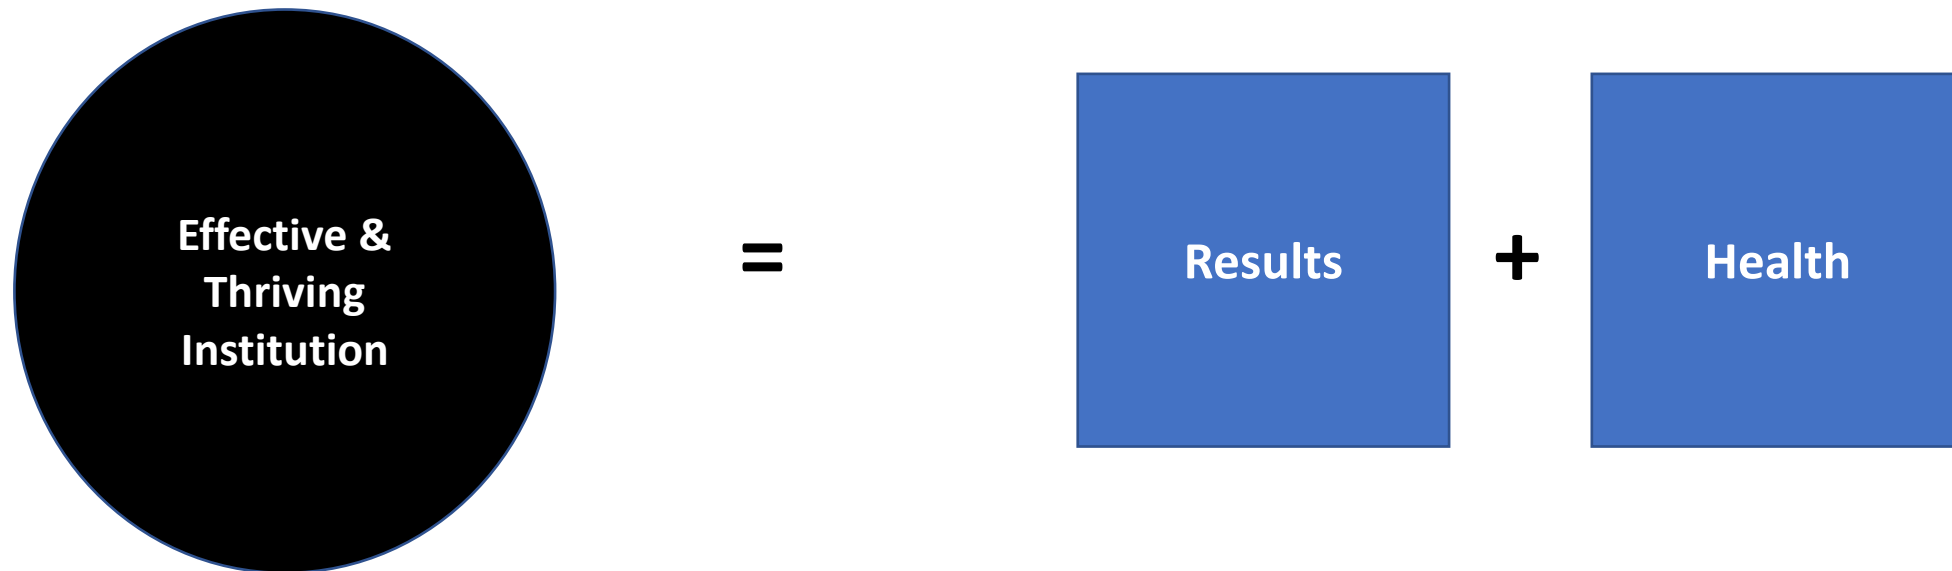 Effective &
Thriving
Institution
=
Results
+
Health